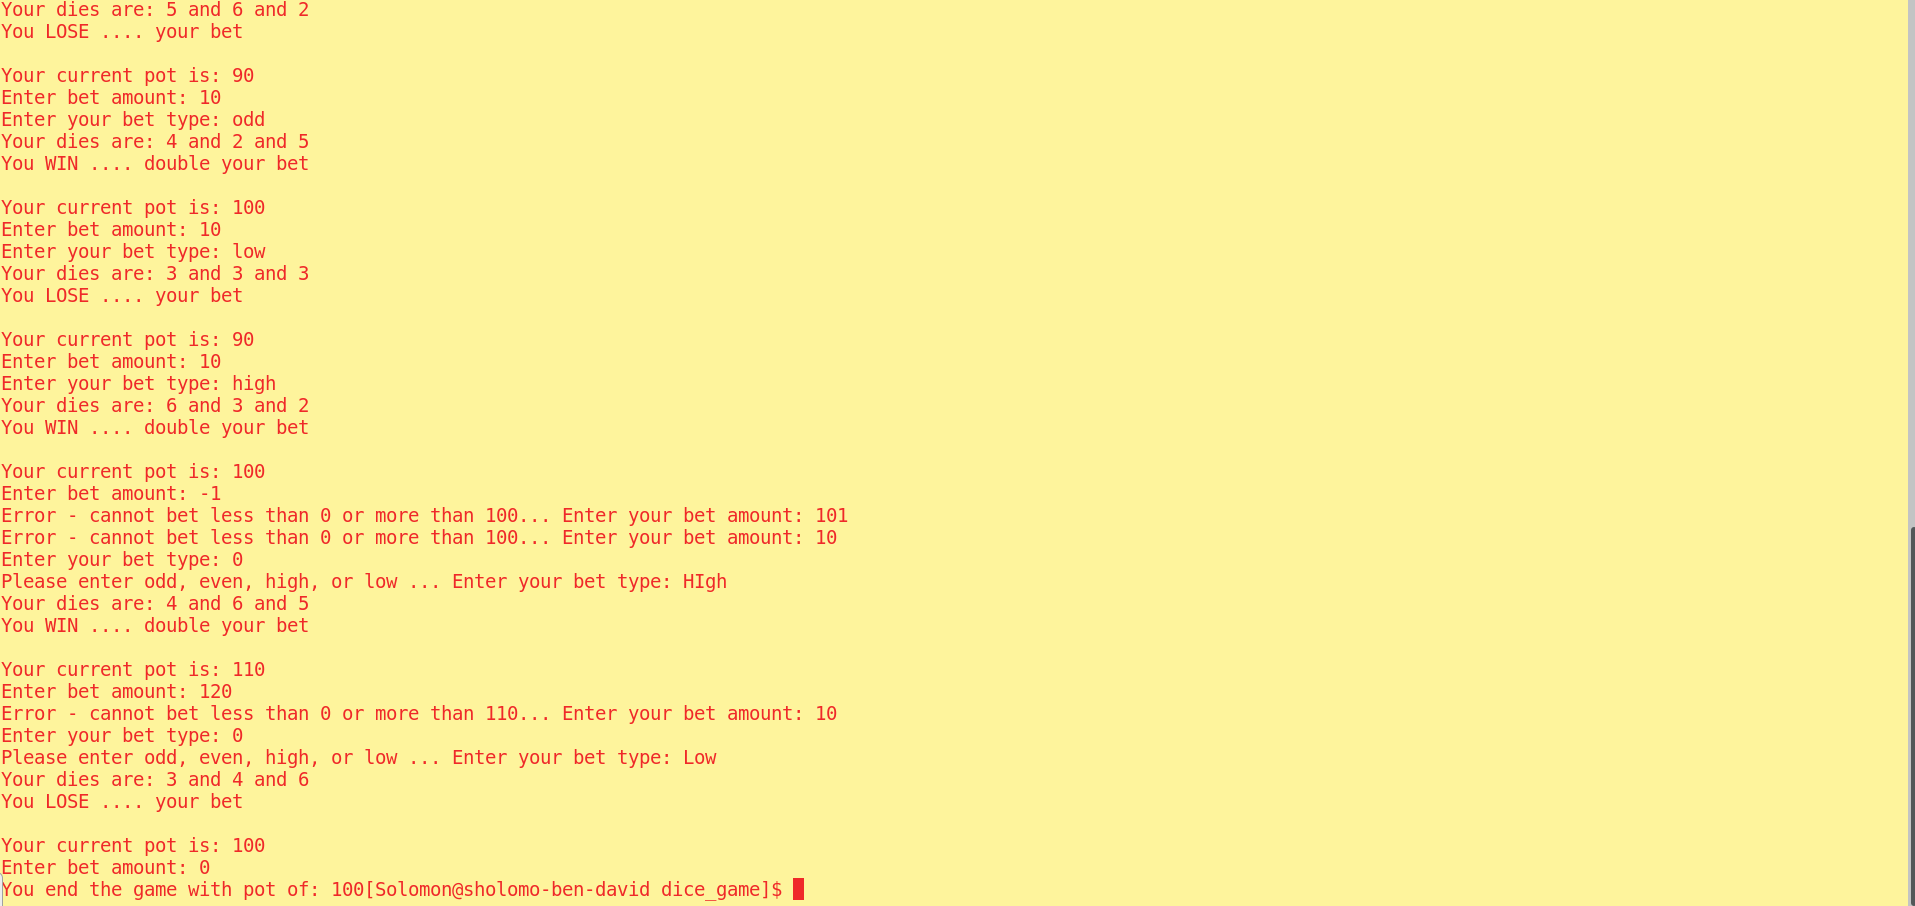 Your dies are: 5 and 6 and 2
You LOSE .... your bet
Your current pot is: 90
Enter bet amount: 10
Enter your bet type: odd
Your dies are: 4 and 2 and 5
You WIN .... double your bet
Your current pot is: 100
Enter bet amount: 10
Enter your bet type: low
Your dies are: 3 and 3 and 3
You LOSE .... your bet
Your current pot is: 90
Enter bet amount: 10
Enter your bet type: high
Your dies are: 6 and 3 and 2
You WIN .... double your bet
Your current pot is: 100
Enter bet amount: -1
Error - cannot bet less than 0 or more than 100... Enter your bet amount: 101
Error - cannot bet less than 0 or more than 100... Enter your bet amount: 10
Enter your bet type: 0
Please enter odd, even, high, or low ... Enter your bet type: HIgh
Your dies are: 4 and 6 and 5
You WIN .... double your bet
Your current pot is: 110
Enter bet amount: 120
Error - cannot bet less than 0 or more than 110... Enter your bet amount: 10
Enter your bet type: 0
Please enter odd, even, high, or low ... Enter your bet type: Low
Your dies are: 3 and 4 and 6
You LOSE .... your bet
Your current pot is: 100
Enter bet amount: 0
You end the game with pot of: 100[Solomon@sholomo-ben-david dice_game]$